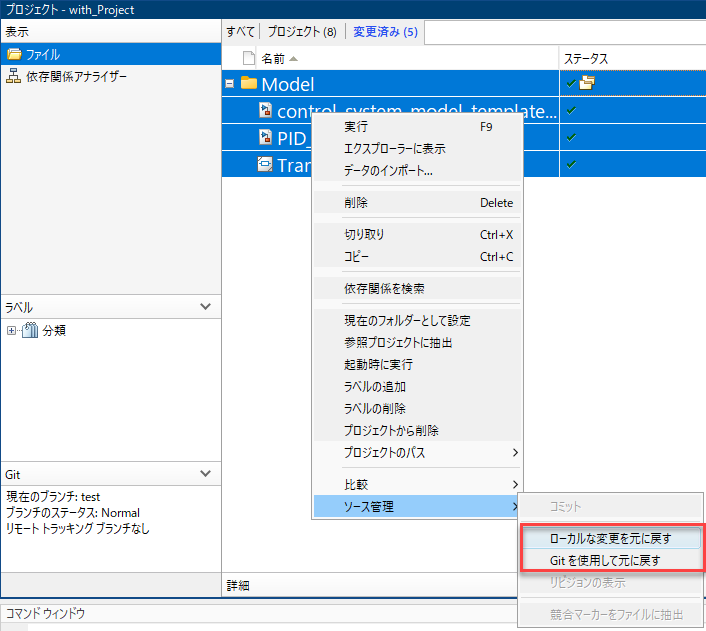 プロジェクト - with_Project
表示
ファイル
依存関係アナライザー
すべて
プロジェクト (8)
変更済み (5)
名前
ステータス
Model
control_system_model_template...
PID_
Tran
実行 F9
エクスプローラーに表示
データのインポート...
削除 Delete
切り取り Ctrl+X
コピー Ctrl+C
依存関係を検索
現在のフォルダーとして設定
参照プロジェクトに抽出
起動時に実行
ラベルの追加
ラベルの削除
プロジェクトから削除
プロジェクトのパス
比較
ソース管理
コミット
ローカルな変更を元に戻す
Git を使用して元に戻す
リビジョンの表示
競合マーカーをファイルに抽出
ラベル
分類
Git
現在のブランチ: test
ブランチのステータス: Normal
リモート トラッキング ブランチなし
詳細
コマンド ウィンドウ